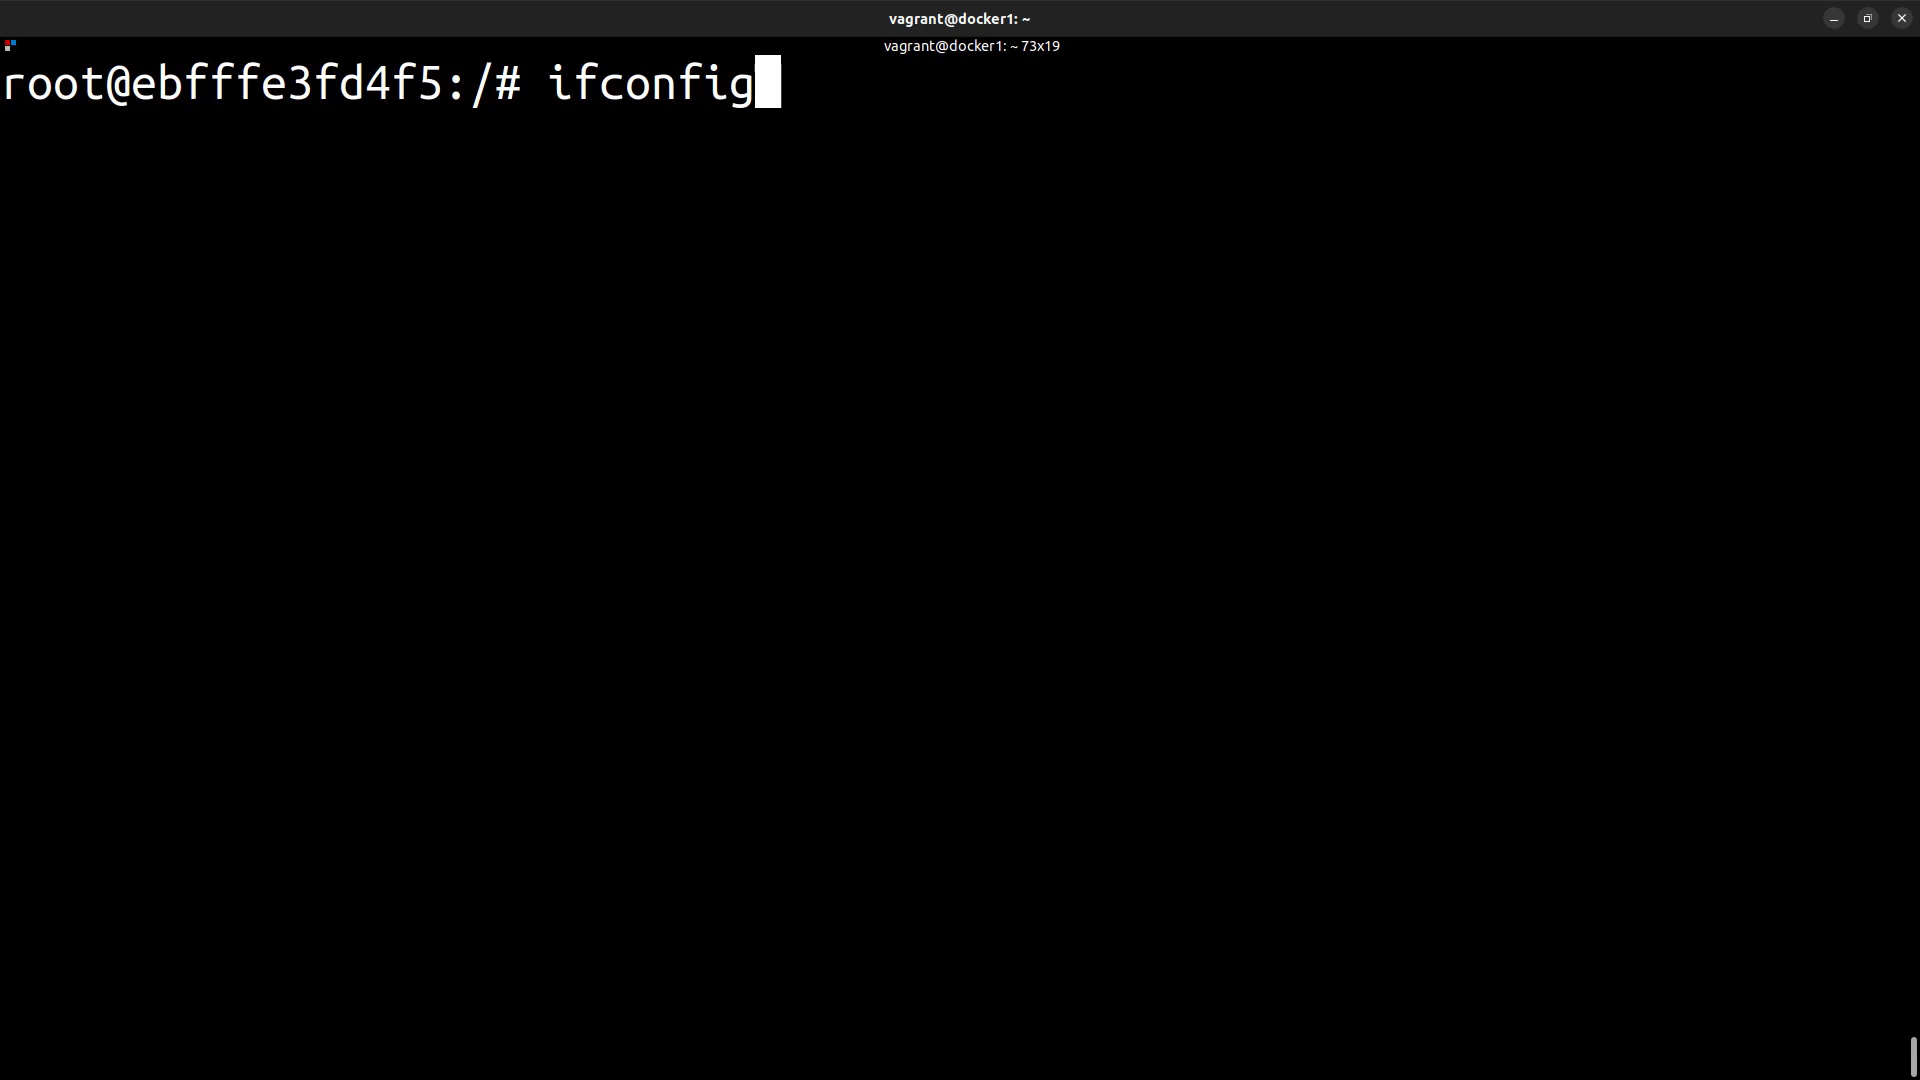 vagrant@docker1: ~
vagrant@docker1: ~ 73x19
root@ebfffe3fd4f5:/# ifconfig